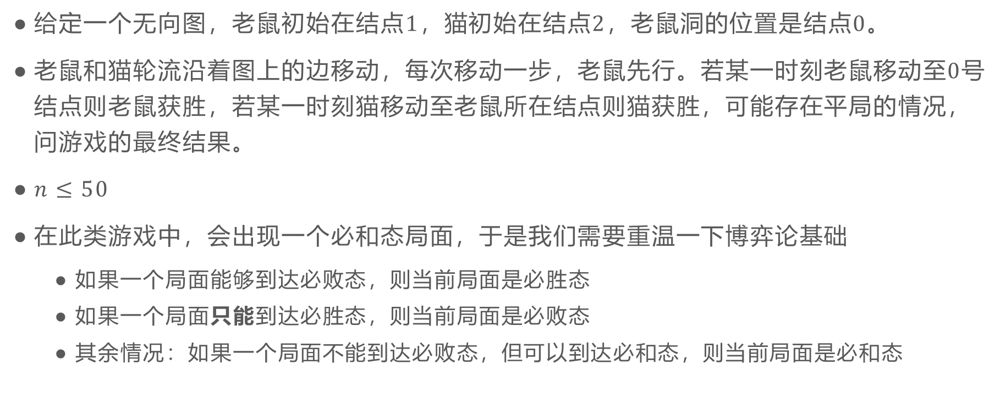 ● 给定一个无向图，老鼠初始在结点1，猫初始在结点2，老鼠洞的位置是结点0。
● 老鼠和猫轮流沿着图上的边移动，每次移动一步，老鼠先行。若某一时刻老鼠移动至0号
结点则老鼠获胜，若某一时刻猫移动至老鼠所在结点则猫获胜，可能存在平局的情况，
问游戏的最终结果。
● n ≤ 50
● 在此类游戏中，会出现一个必和态局面，于是我们需要重温一下博弈论基础
● 如果一个局面能够到达必败态，则当前局面是必胜态
● 如果一个局面只能到达必胜态，则当前局面是必败态
● 其余情况：如果一个局面不能到达必败态，但可以到达必和态，则当前局面是必和态